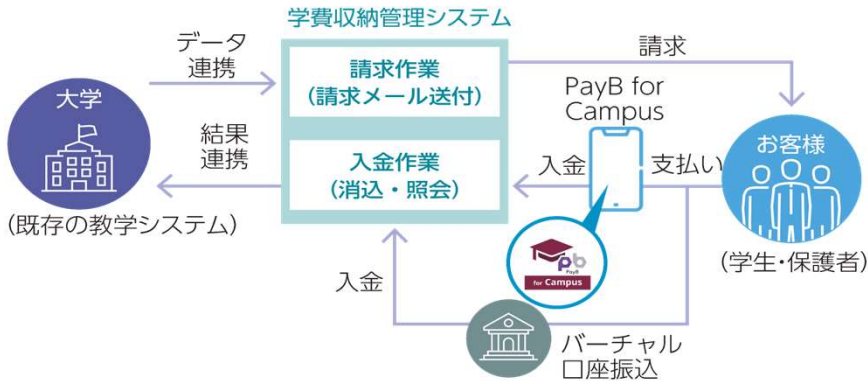 学費収納管理システム
データ
連携
大学
結果
連携
(既存の教学システム)
請求作業
(請求メール送付)
入金作業
(消込・照会)
請求
PayB for
Campus
入金
支払い
お客様
(学生・保護者)
pb
PayB
for Campus
入金
バーチャル
口座振込